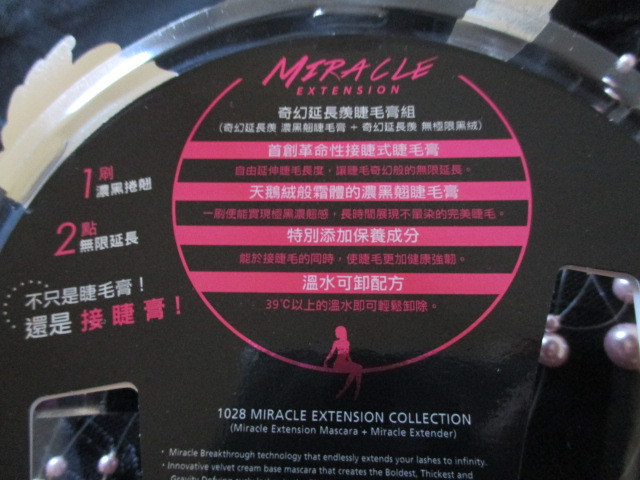 MIRACLE
EXTENSION
奇幻延長羨睫毛膏組
(奇幻延長羨 濃黑翹睫毛膏 + 奇幻延長羨 無極限黑絨)
首創革命性接睫式睫毛膏
自由延伸睫毛長度，讓睫毛奇幻般的無限延長。
天鵝絨般霜體的濃黑翹睫毛膏
一刷便能實現極黑濃翹感，長時間展現不暈染的完美睫毛。
特別添加保養成分
能於接睫毛的同時，使睫毛更加健康強韌。
溫水可卸配方
39℃以上的溫水即可輕鬆卸除。
1刷
濃黑捲翹
2點
無限延長
不只是睫毛膏！
還是 接睫膏！
1028 MIRACLE EXTENSION COLLECTION
(Miracle Extension Mascara + Miracle Extender)
· Miracle Breakthrough technology that endlessly extends your lashes to infinity.
· Innovative velvet cream base mascara that creates the Boldest, Thickest and
Gravity Defying